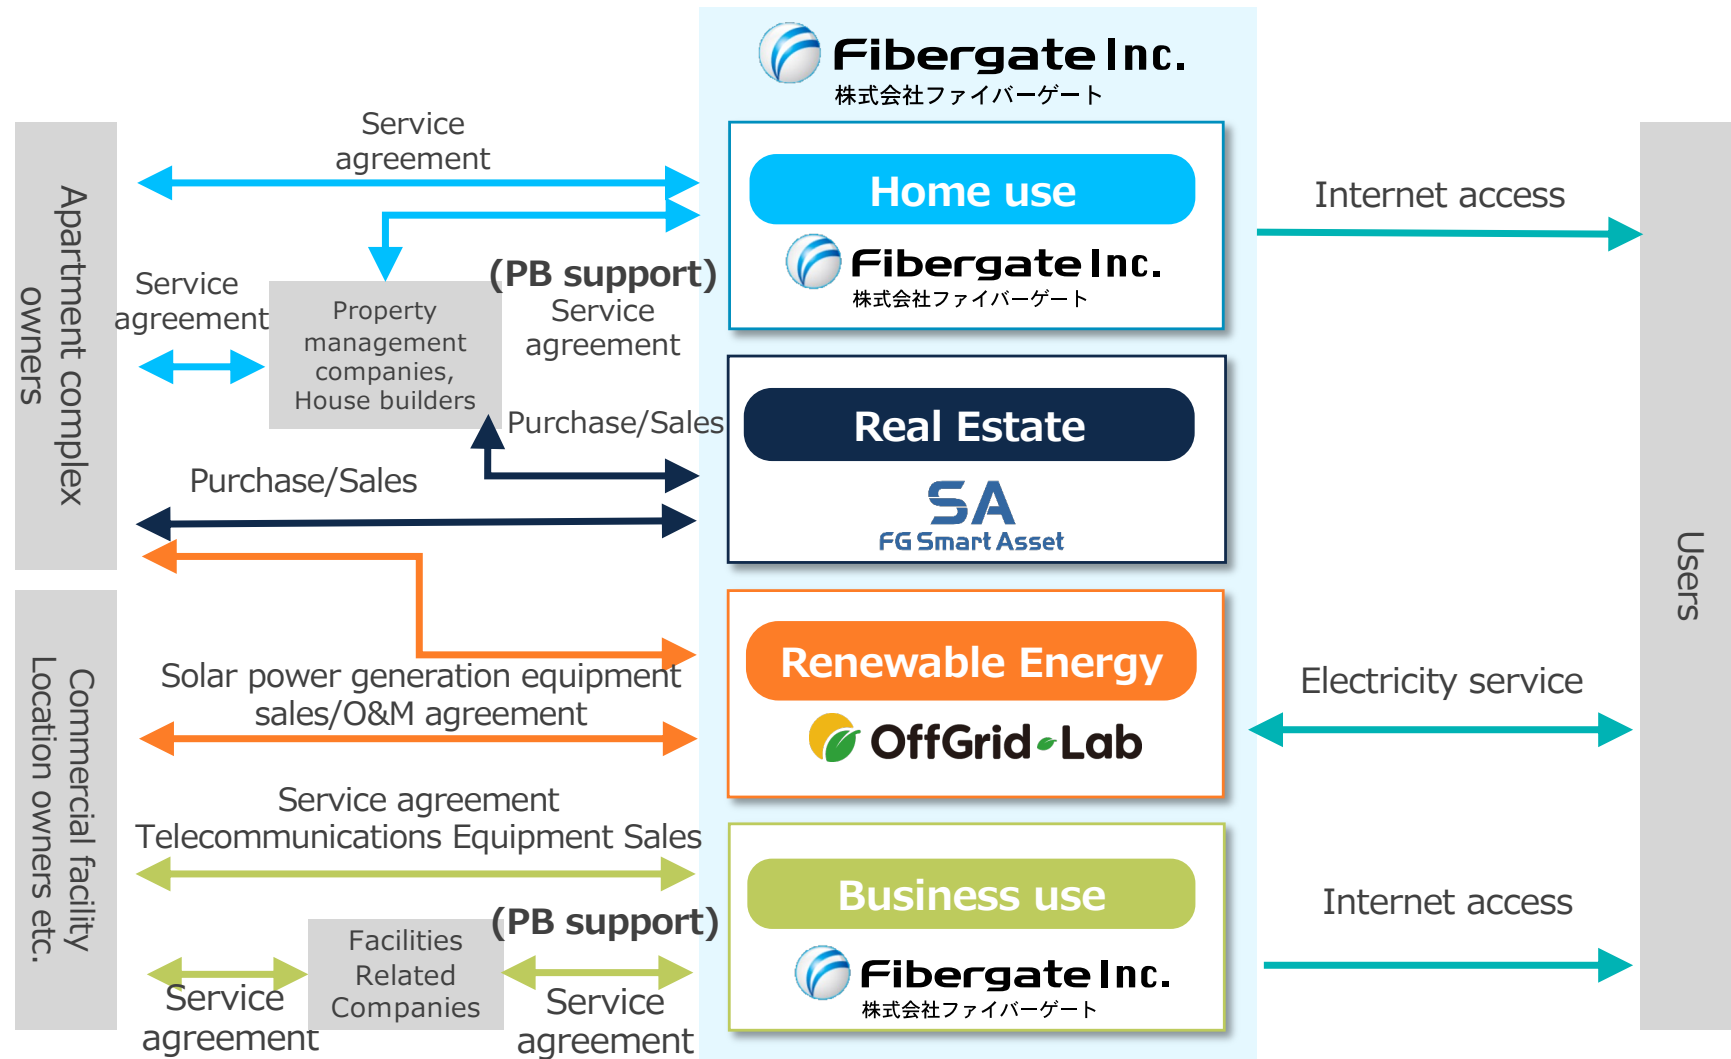 Fibergate Inc.
株式会社ファイバーゲート
Apartment complex
owners
Service
agreement
Home use
Fibergate Inc.
株式会社ファイバーゲート
Internet access
(PB support)
Service
agreement
Service
agreement
Property
management
companies,
House builders
Purchase/Sales
Real Estate
SA
FG Smart Asset
Purchase/Sales
Users
Commercial facility
Location owners etc.
Solar power generation equipment
sales/O&M agreement
Renewable Energy
OffGrid Lab
Electricity service
Service agreement
Telecommunications Equipment Sales
Business use
Fibergate Inc.
株式会社ファイバーゲート
Internet access
(PB support)
Facilities
Related
Companies
Service
agreement
Service
agreement